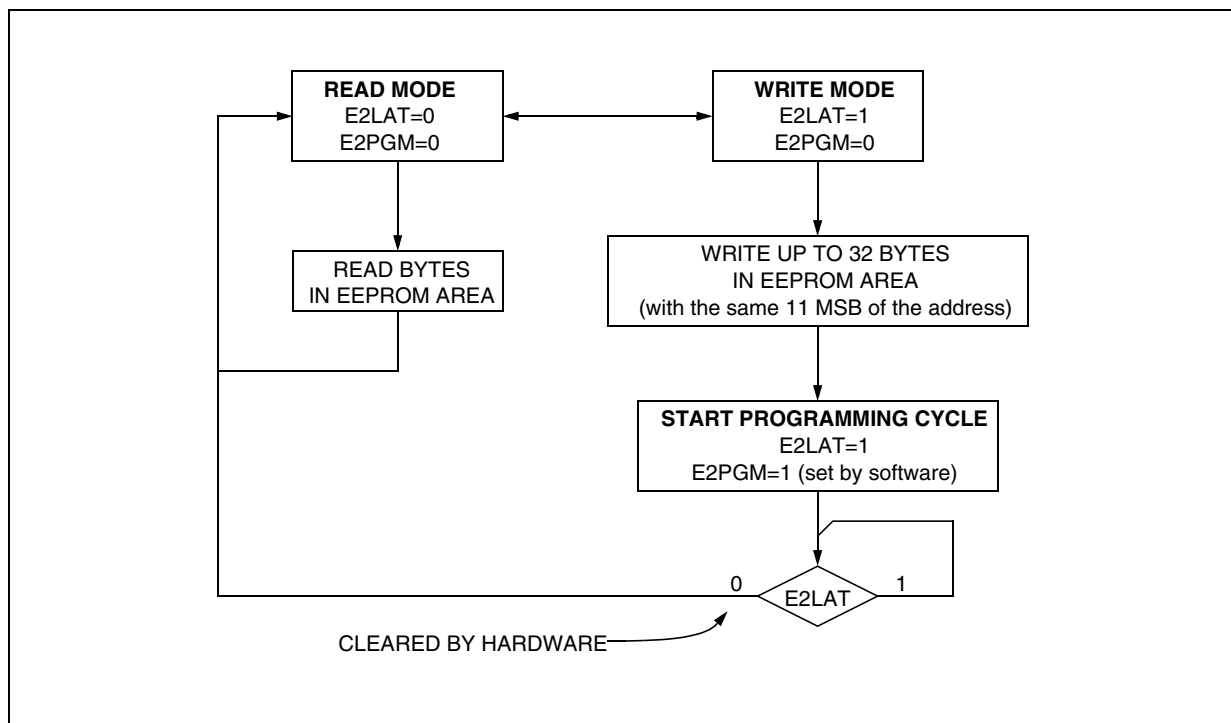 READ MODE
E2LAT=0
E2PGM=0
WRITE MODE
E2LAT=1
E2PGM=0
READ BYTES
IN EEPROM AREA
WRITE UP TO 32 BYTES
IN EEPROM AREA
(with the same 11 MSB of the address)
START PROGRAMMING CYCLE
E2LAT=1
E2PGM=1 (set by software)
0
E2LAT
1
CLEARED BY HARDWARE